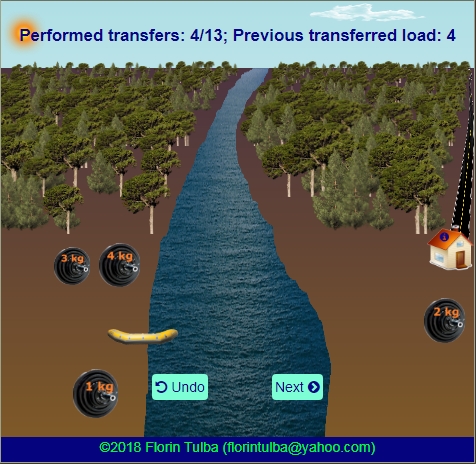 Performed transfers: 4/13; Previous transferred load: 4
3 kg
4 kg
2 kg
1 kg
Undo
Next
©2018 Florin Tulba (florintulba@yahoo.com)